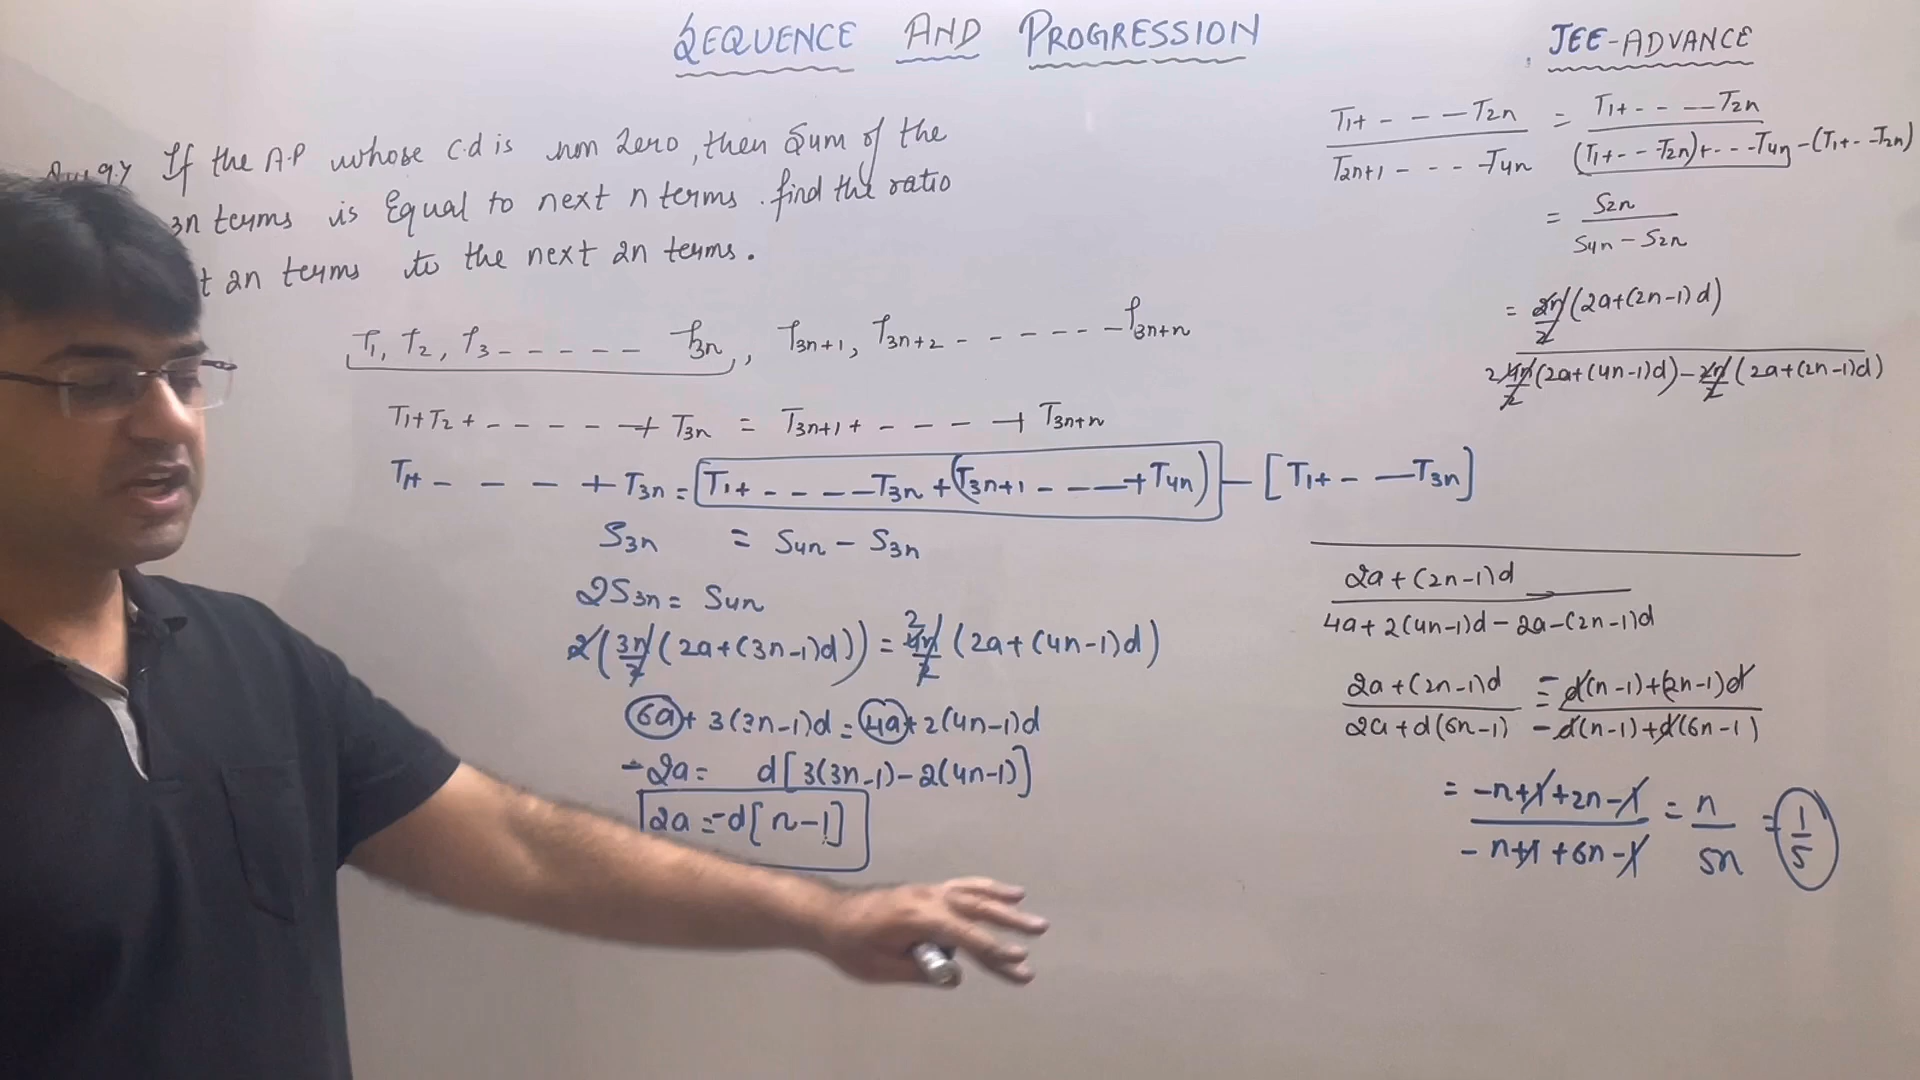 SEQUENCE AND PROGRESSION
JEE-ADVANCE
If the A.P whose c.d is non zero, then sum of the
3n terms is Equal to next n terms. find the ratio
t 2n terms to the next 2n terms.
T1, T2, T3 ------ T3n, , T3n+1, T3n+2 - ------ T3n+n
T1+T2+ ------ + T3n = T3n+1 + ---- + T3n+n
T1+ - - - - + T3n = T1+ - - - - T3n + (T3n+1 - - - + T4n) - [T1+ - - T3n]
S3n = S4n - S3n
2S3n = S4n
2(3n/2 (2a+(3n-1)d)) = 2 4n/2 (2a+(4n-1)d)
6a + 3(3n-1)d = 4a + 2(4n-1)d
-2a = d[3(3n-1)-2(4n-1)]
2a = -d[n-1]
T1+ - - - T2n / T2n+1 - - - T4n = T1+ - - - T2n / (T1+ - - T2n)+ - - - T4n - (T1+ - - T2n)
= S2n / S4n - S2n
= 2n/2 (2a+(2n-1)d)
2 4n/2 (2a+(4n-1)d) - 2n/2 (2a+(2n-1)d)
2a+(2n-1)d
4a+2(4n-1)d-2a-(2n-1)d
2a+(2n-1)d / 2a+d(6n-1) = -d(n-1)+(2n-1)d / -d(n-1)+d(6n-1)
= -n+1+2n-1 / -n+1+6n-1 = n / 5n = 1/5